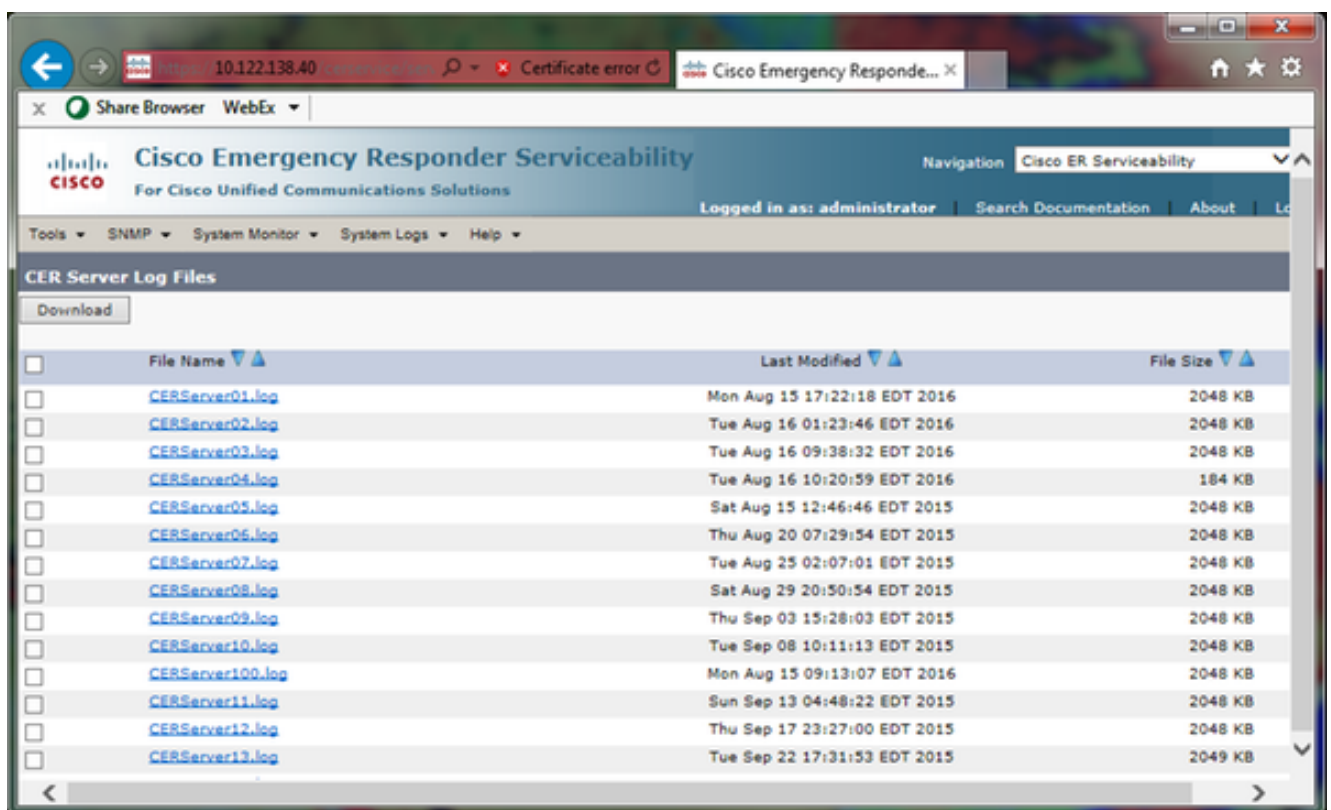 https://10.122.138.40 Certificate error Cisco Emergency Responde...
x Share Browser WebEx
CISCO
Cisco Emergency Responder Serviceability
For Cisco Unified Communications Solutions
Navigation Cisco ER Serviceability
Logged in as: administrator | Search Documentation | About |
Tools SNMP System Monitor System Logs Help
CER Server Log Files
Download
File Name Last Modified File Size
CERServer01.log Mon Aug 15 17:22:18 EDT 2016 2048 KB
CERServer02.log Tue Aug 16 01:23:46 EDT 2016 2048 KB
CERServer03.log Tue Aug 16 09:38:32 EDT 2016 2048 KB
CERServer04.log Tue Aug 16 10:20:59 EDT 2016 184 KB
CERServer05.log Sat Aug 15 12:46:46 EDT 2015 2048 KB
CERServer06.log Thu Aug 20 07:29:54 EDT 2015 2048 KB
CERServer07.log Tue Aug 25 02:07:01 EDT 2015 2048 KB
CERServer08.log Sat Aug 29 20:50:54 EDT 2015 2048 KB
CERServer09.log Thu Sep 03 15:28:03 EDT 2015 2048 KB
CERServer10.log Tue Sep 08 10:11:13 EDT 2015 2048 KB
CERServer100.log Mon Aug 15 09:13:07 EDT 2016 2048 KB
CERServer11.log Sun Sep 13 04:48:22 EDT 2015 2048 KB
CERServer12.log Thu Sep 17 23:27:00 EDT 2015 2048 KB
CERServer13.log Tue Sep 22 17:31:53 EDT 2015 2049 KB